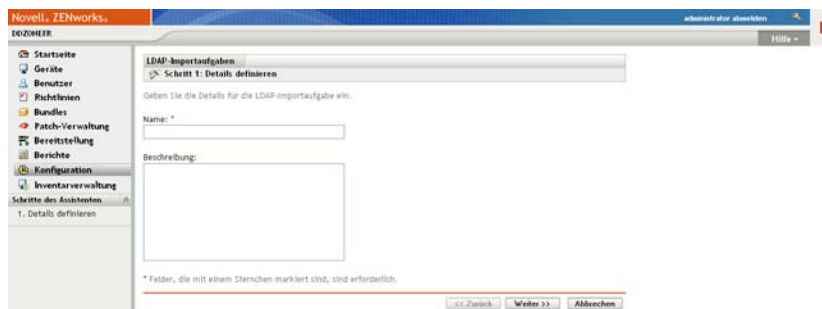 Novell® ZENworks®
administrator abmelden
DDZOHEFR
Hilfe
Startseite
Geräte
Benutzer
Richtlinien
Bundles
Patch-Verwaltung
Bereitstellung
Berichte
Konfiguration
Inventarverwaltung
Schritte des Assistenten
1. Details definieren
LDAP-Importaufgaben
Schritt 1: Details definieren
Geben Sie die Details für die LDAP-Importaufgabe ein.
Name: *
Beschreibung:
* Felder, die mit einem Sternchen markiert sind, sind erforderlich.
<< Zurück Weiter >> Abbrechen